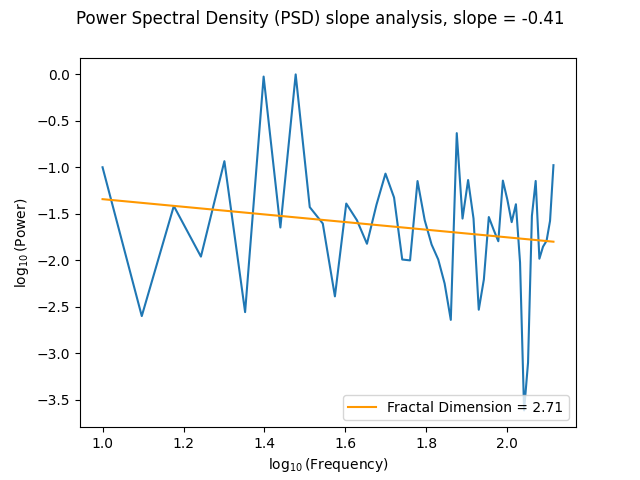 Power Spectral Density (PSD) slope analysis, slope = -0.41
log10 (Power)
0.0
−0.5
−1.0
−1.5
−2.0
−2.5
−3.0
−3.5
Fractal Dimension = 2.71
1.0 1.2 1.4 1.6 1.8 2.0
log10 (Frequency)